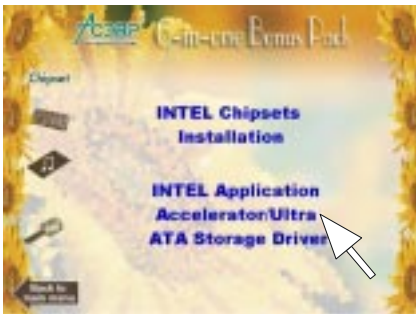 Acorp 6-in-one Bonus Pack
Chipset
INTEL Chipsets
Installation
INTEL Application
Accelerator/Ultra
ATA Storage Driver
Back to
main menu